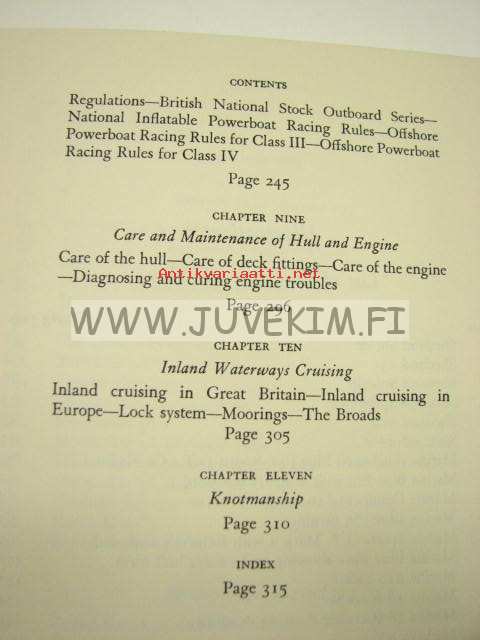 CONTENTS
Regulations—British National Stock Outboard Series—
National Inflatable Powerboat Racing Rules—Offshore
Powerboat Racing Rules for Class III—Offshore Powerboat
Racing Rules for Class IV
Page 245
CHAPTER NINE
Care and Maintenance of Hull and Engine
Care of the hull—Care of deck fittings—Care of the engine
Antikvariaatti.net
—Diagnosing and curing engine troubles
Page 296
WWW.JUVEKIM.FI
CHAPTER TEN
Inland Waterways Cruising
Inland cruising in Great Britain—Inland cruising in
Europe—Lock system—Moorings—The Broads
Page 305
CHAPTER ELEVEN
Knotmanship
Page 310
INDEX
Page 315